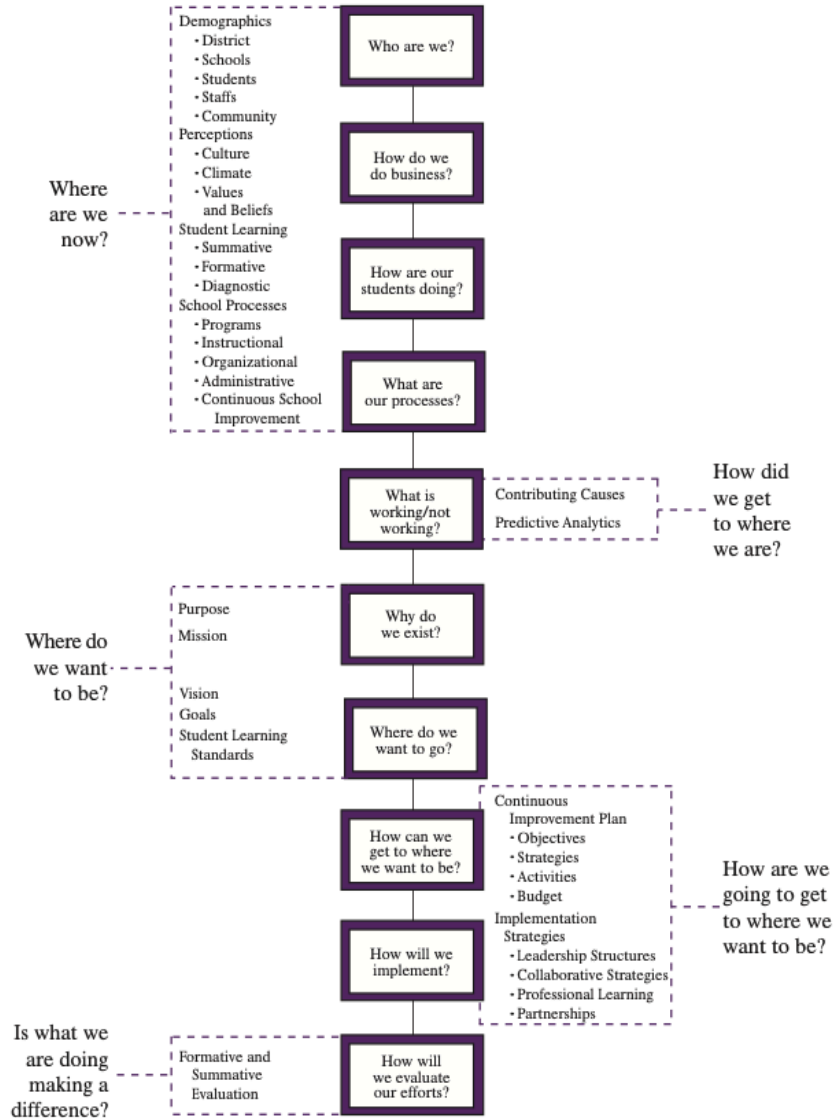 Where
are we
now?
Demographics
• District
• Schools
• Students
• Staffs
• Community
Perceptions
• Culture
• Climate
• Values
and Beliefs
Student Learning
• Summative
• Formative
• Diagnostic
School Processes
• Programs
• Instructional
• Organizational
• Administrative
• Continuous School
Improvement
Who are we?
How do we
do business?
How are our
students doing?
What are
our processes?
What is
working/not
working?
Contributing Causes
Predictive Analytics
How did
we get
to where
we are?
Where do
we want
to be?
Purpose
Mission
Vision
Goals
Student Learning
Standards
Why do
we exist?
Where do we
want to go?
How can we
get to where
we want to be?
How will we
implement?
Continuous
Improvement Plan
• Objectives
• Strategies
• Activities
• Budget
Implementation
Strategies
• Leadership Structures
• Collaborative Strategies
• Professional Learning
• Partnerships
How are we
going to get
to where we
want to be?
Is what we
are doing
making a
difference?
Formative and
Summative
Evaluation
How will
we evaluate
our efforts?